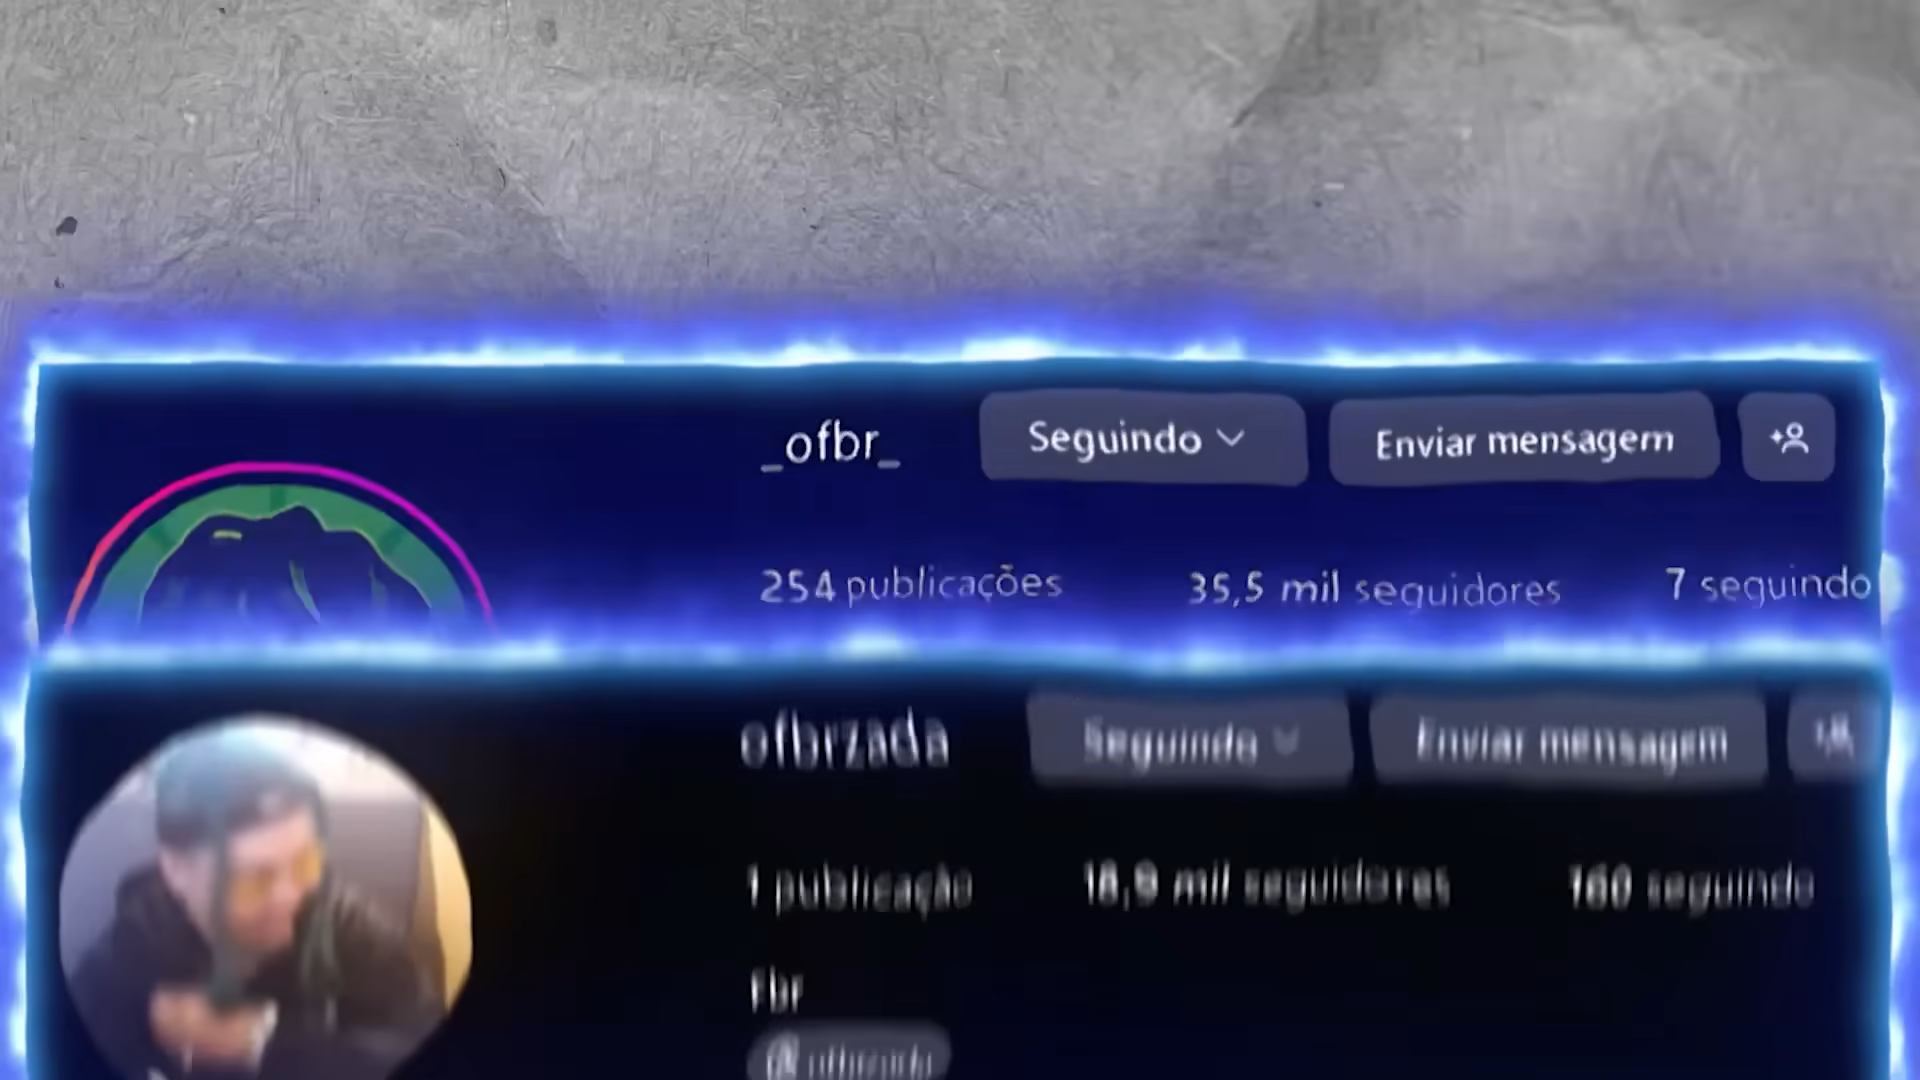 _ofbr_ Seguindo Enviar mensagem
254 publicações 35,5 mil seguidores 7 seguindo
ofbrzada Seguindo Enviar mensagem
1 publicação 18,9 mil seguidores 160 seguindo
Fbr